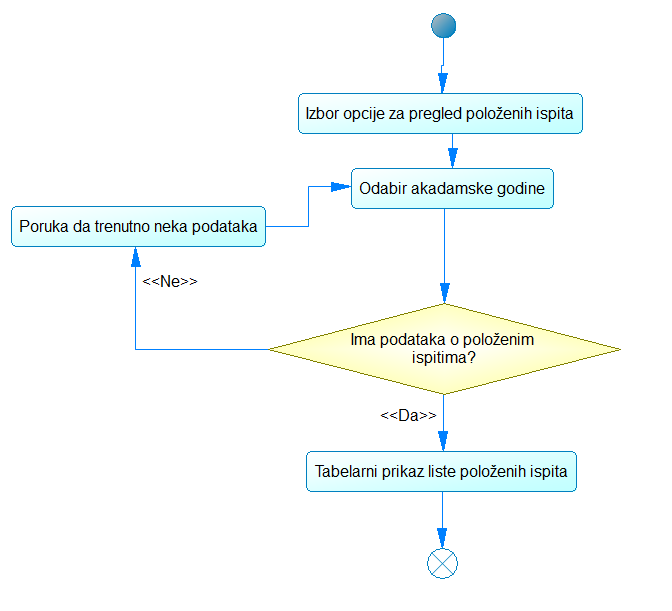 Izbor opcije za pregled položenih ispita
Odabir akadamske godine
Poruka da trenutno neka podataka
<<Ne>>
Ima podataka o položenim
ispitima?
<<Da>>
Tabelarni prikaz liste položenih ispita